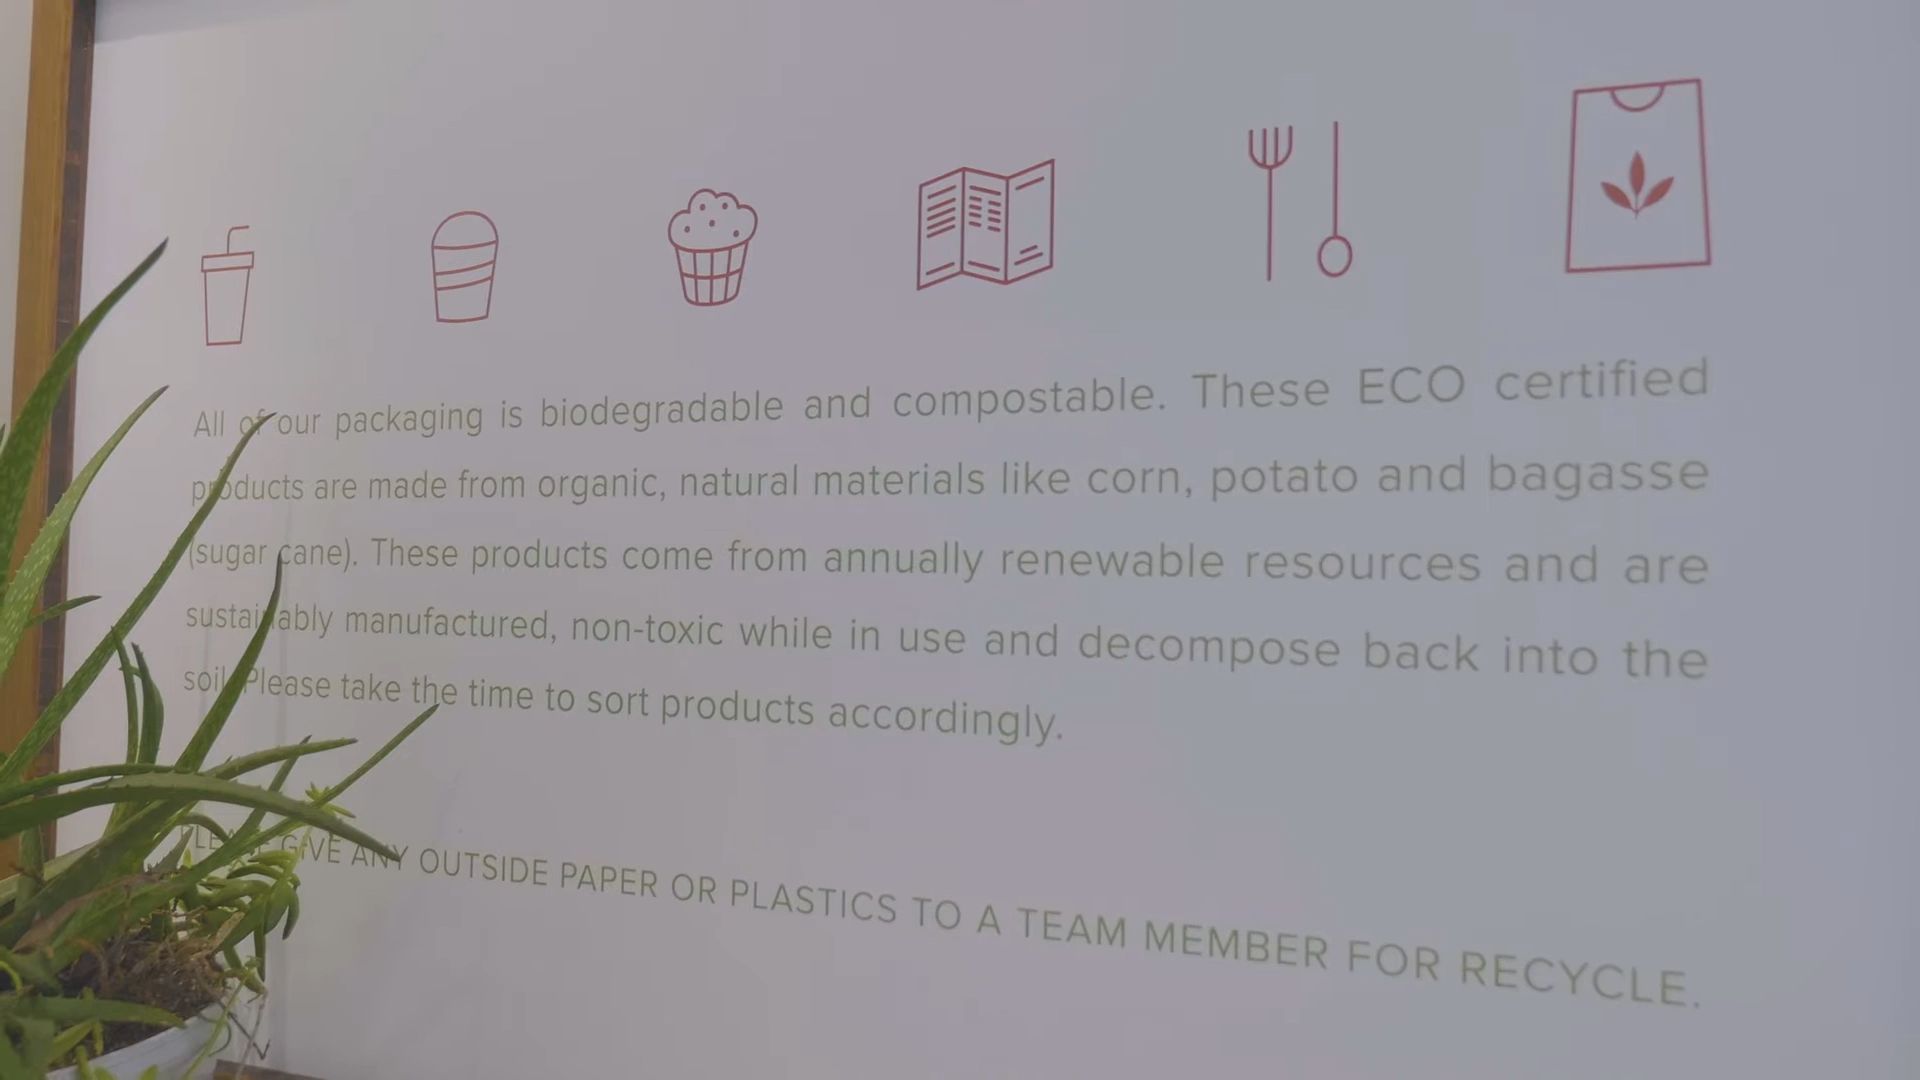 All of our packaging is biodegradable and compostable. These ECO certified
products are made from organic, natural materials like corn, potato and bagasse
(sugar cane). These products come from annually renewable resources and are
sustainably manufactured, non-toxic while in use and decompose back into the
soil. Please take the time to sort products accordingly.
PLEASE GIVE ANY OUTSIDE PAPER OR PLASTICS TO A TEAM MEMBER FOR RECYCLE.